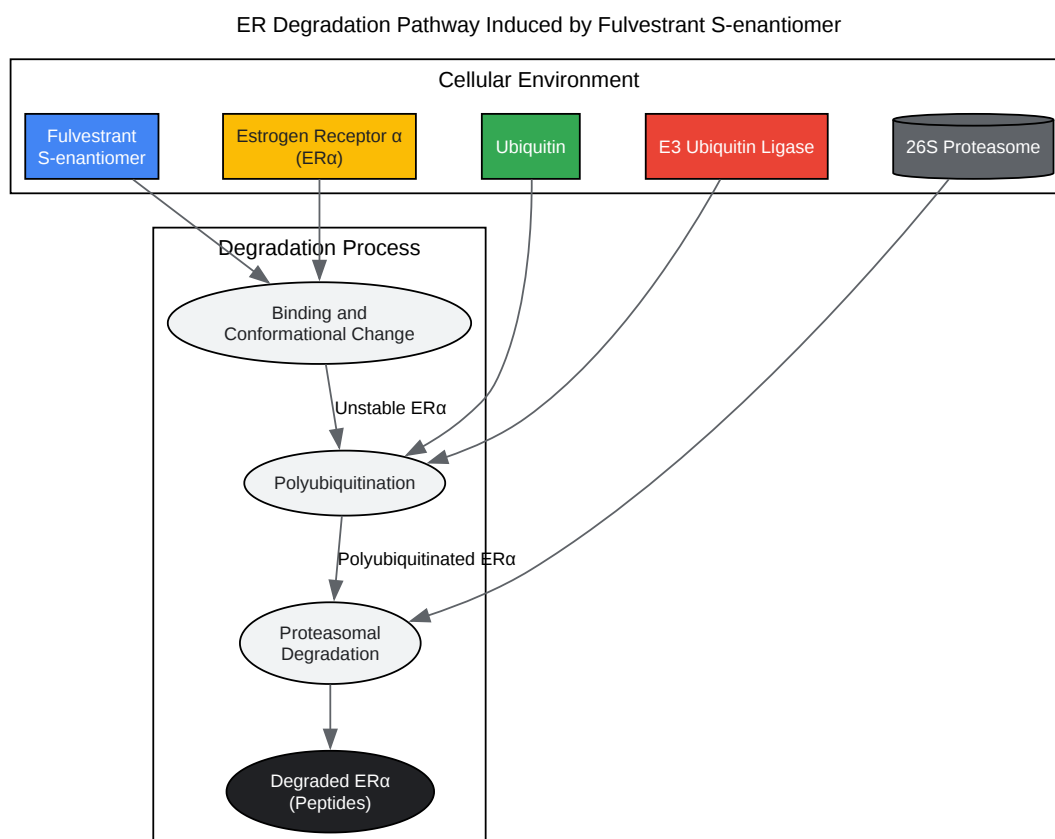 ER Degradation Pathway Induced by Fulvestrant S-enantiomer
Cellular Environment
Fulvestrant
S-enantiomer
Estrogen Receptor α
(ERα)
Ubiquitin
E3 Ubiquitin Ligase
26S Proteasome
Degradation Process
Binding and
Conformational Change
Unstable ERα
Polyubiquitination
Polyubiquitinated ERα
Proteasomal
Degradation
Degraded ERα
(Peptides)